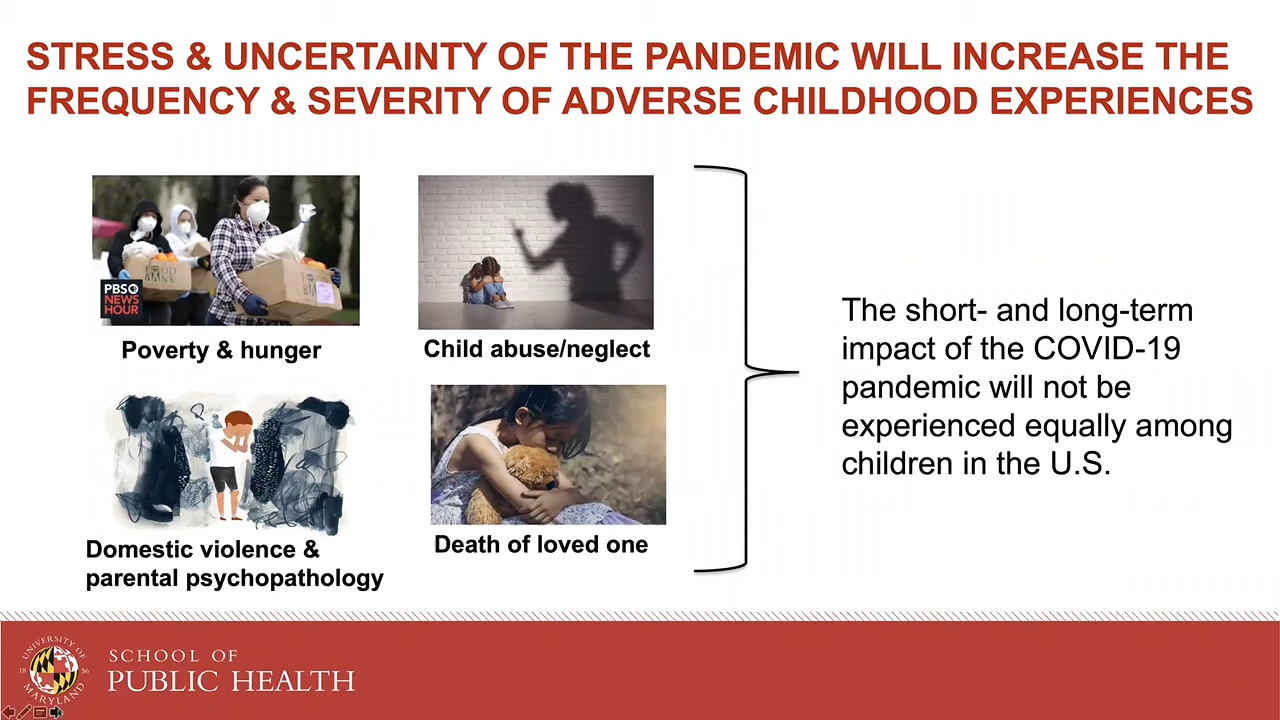 STRESS & UNCERTAINTY OF THE PANDEMIC WILL INCREASE THE
FREQUENCY & SEVERITY OF ADVERSE CHILDHOOD EXPERIENCES
PBS
NEWS
HOUR
Poverty & hunger
Child abuse/neglect
Domestic violence &
parental psychopathology
Death of loved one
The short- and long-term
impact of the COVID-19
pandemic will not be
experienced equally among
children in the U.S.
UNIVERSITY OF
18 56
MARYLAND
SCHOOL OF
PUBLIC HEALTH